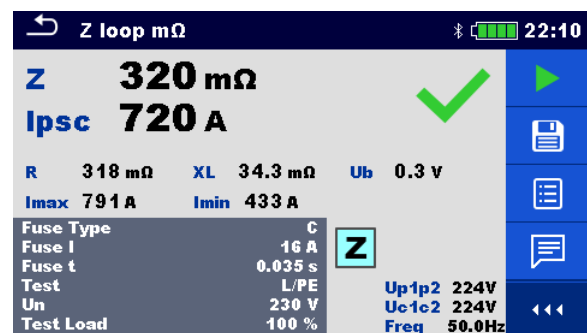 Z loop mΩ 22:10
Z 320 mΩ
Ipsc 720 A
R 318 mΩ XL 34.3 mΩ Ub 0.3 V
Imax 791 A Imin 433 A
Fuse Type C
Fuse I 16 A
Fuse t 0.035 s
Test L/PE
Un 230 V
Test Load 100 %
Z
Up1p2 224V
Uc1c2 224V
Freq 50.0Hz